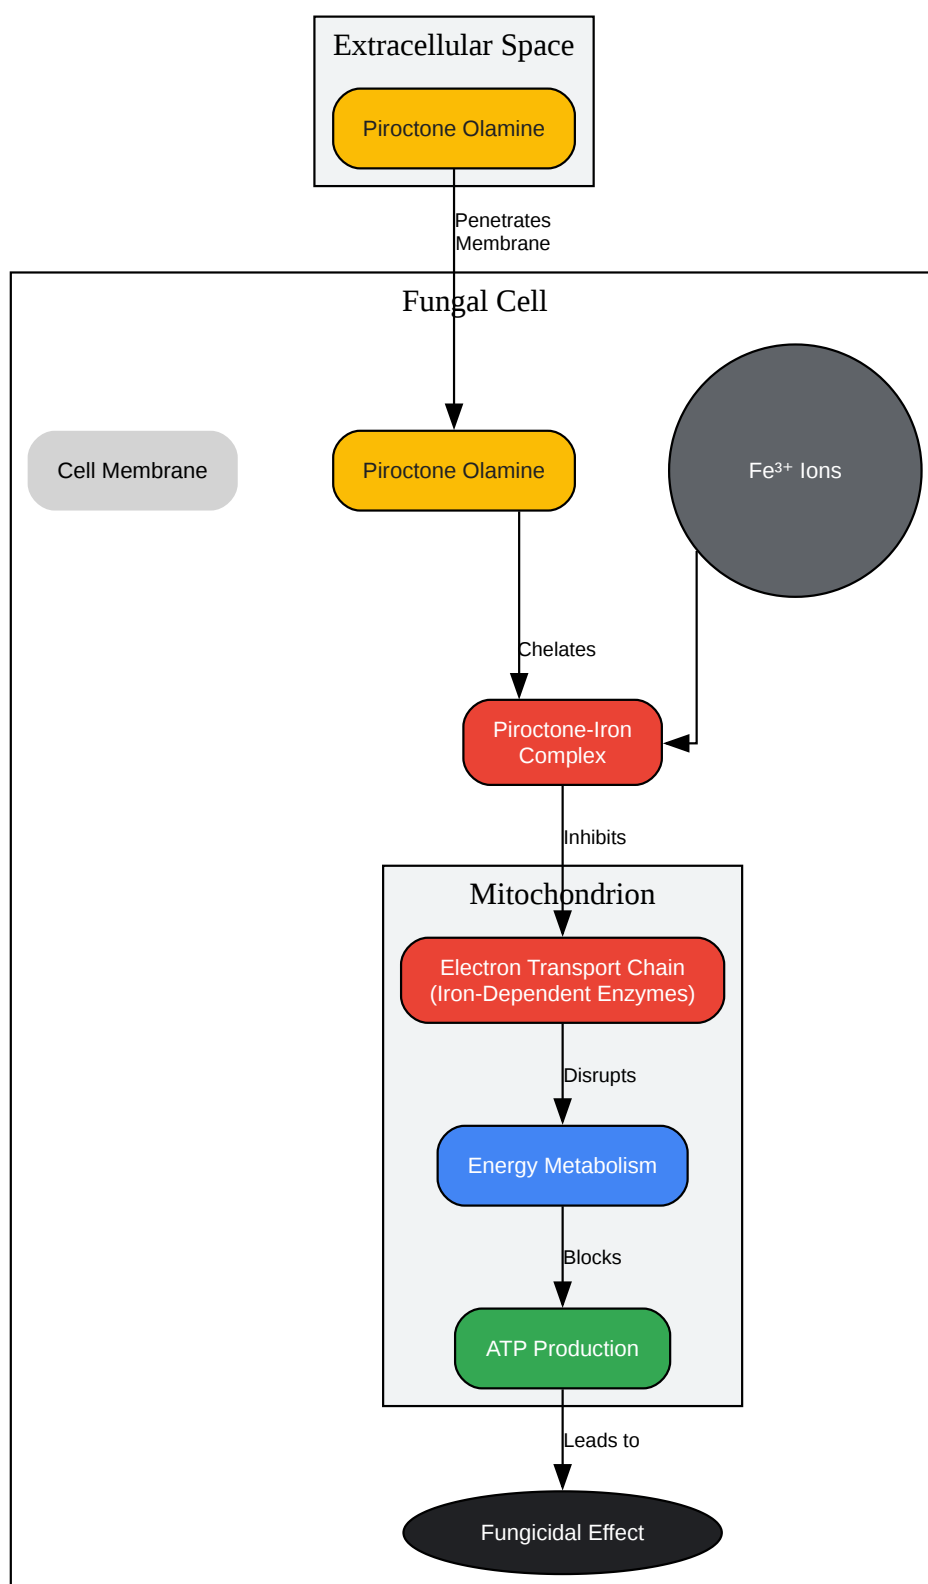 Extracellular Space
Piroctone Olamine
Penetrates
Membrane
Fungal Cell
Cell Membrane
Piroctone Olamine
Fe³⁺ Ions
Chelates
Piroctone-Iron
Complex
Inhibits
Mitochondrion
Electron Transport Chain
(Iron-Dependent Enzymes)
Disrupts
Energy Metabolism
Blocks
ATP Production
Leads to
Fungicidal Effect